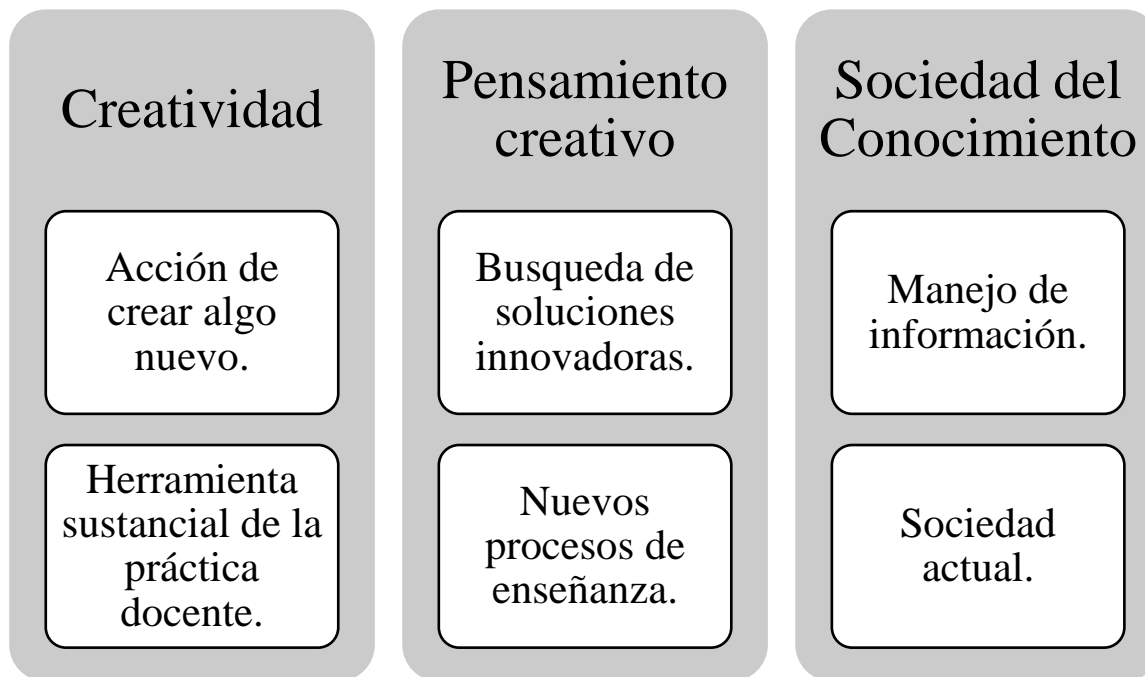 Creatividad
Acción de
crear algo
nuevo.
Herramienta
sustancial de la
práctica
docente.
Pensamiento
creativo
Busqueda de
soluciones
innovadoras.
Nuevos
procesos de
enseñanza.
Sociedad del
Conocimiento
Manejo de
información.
Sociedad
actual.